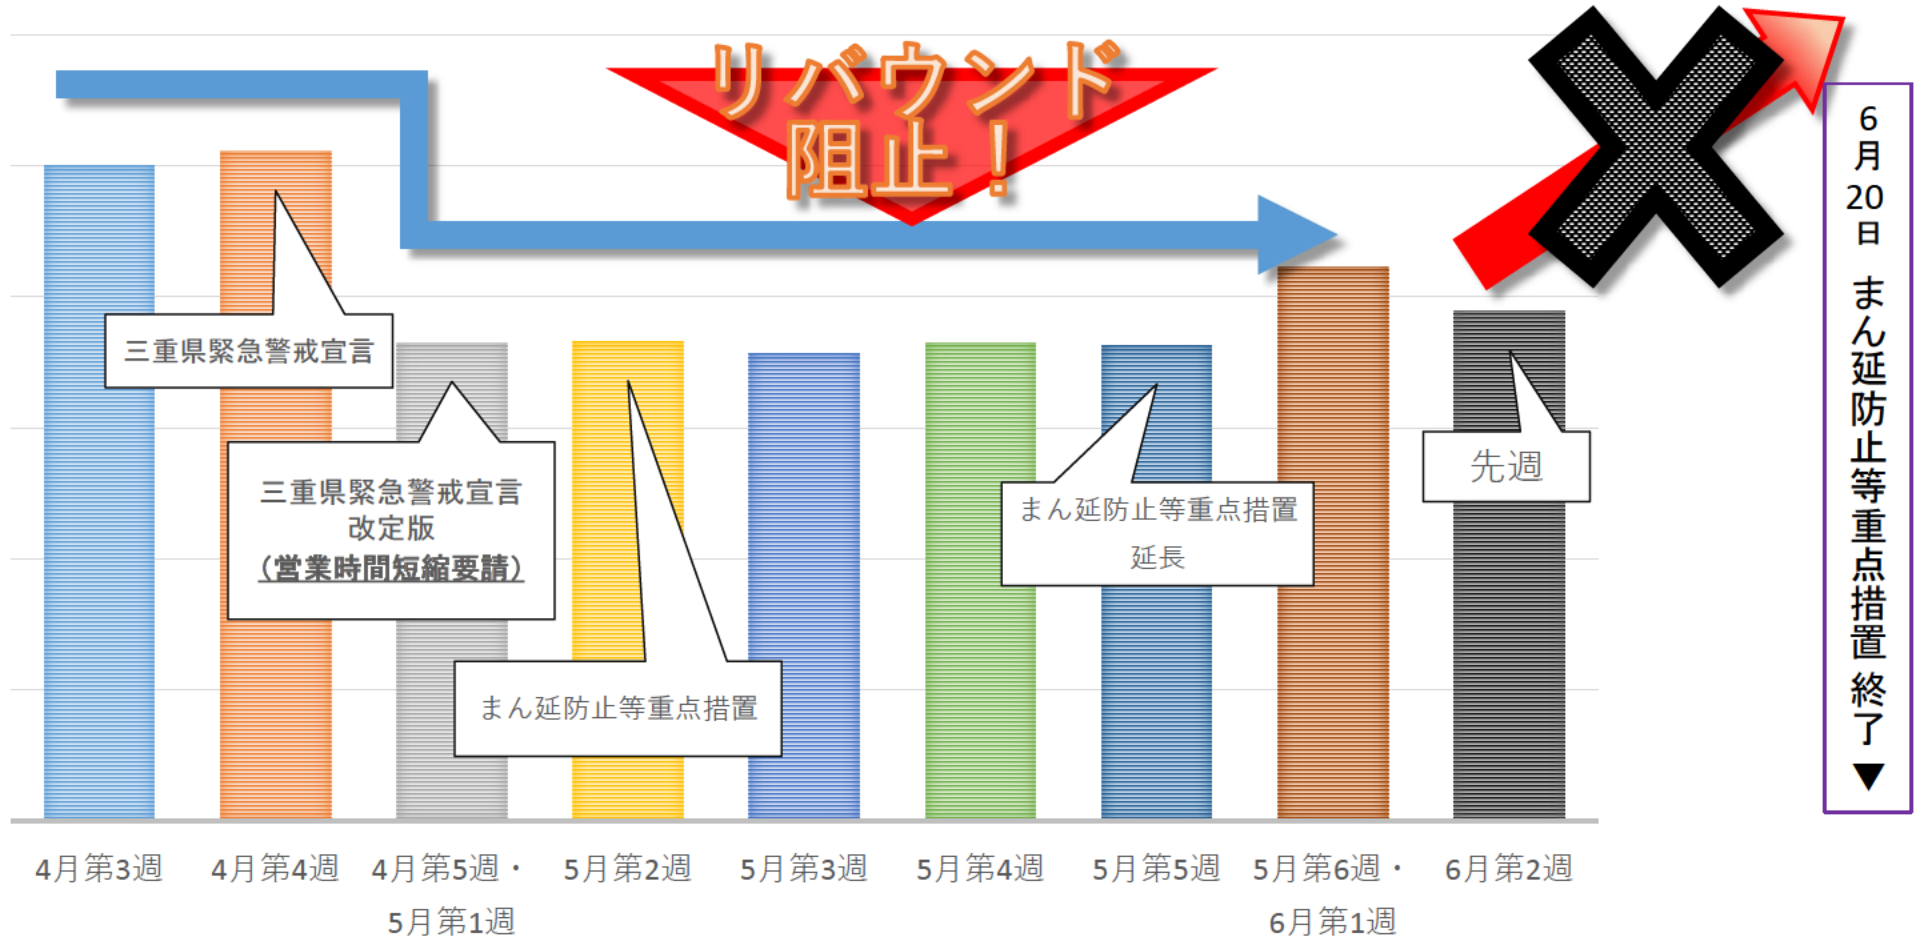 リバウンド
阻止！
三重県緊急警戒宣言
三重県緊急警戒宣言
改定版
（営業時間短縮要請）
まん延防止等重点措置
まん延防止等重点措置
延長
先週
6月20日 まん延防止等重点措置 終了▼
4月第3週
4月第4週
4月第5週・
5月第1週
5月第2週
5月第3週
5月第4週
5月第5週
5月第6週・
6月第1週
6月第2週